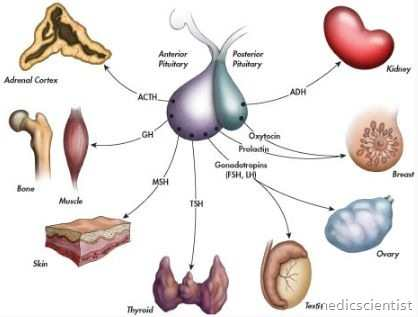 Anterior
Pituitary
Posterior
Pituitary
Adrenal Cortex
Kidney
ACTH
ADH
GH
Oxytocin
Prolactin
Gonodotropins
(FSH, LH)
Bone
Muscle
Breast
MSH
TSH
Skin
Ovary
Thyroid
Testis
medicscientist